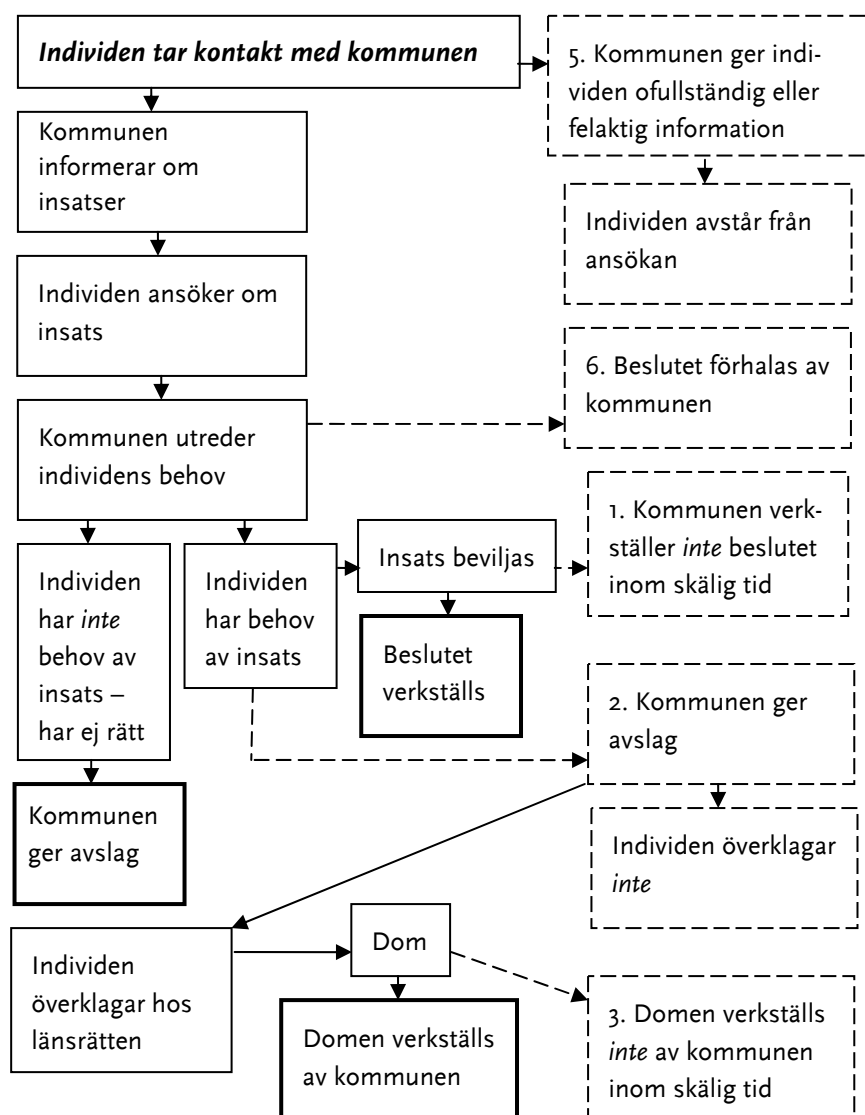 Individen tar kontakt med kommunen
5. Kommunen ger indi-
viden ofullständig eller
felaktig information
Kommunen
informerar om
insatser
Individen avstår från
ansökan
Individen ansöker om
insats
6. Beslutet förhalas av
kommunen
Kommunen utreder
individens behov
1. Kommunen verk-
ställer inte beslutet
inom skälig tid
Insats beviljas
Individen
har inte
behov av
insats –
har ej rätt
Individen
har behov
av insats
Beslutet
verkställs
2. Kommunen ger
avslag
Kommunen
ger avslag
Individen överklagar
inte
Individen
överklagar hos
länsrätten
Dom
Domen verkställs
av kommunen
3. Domen verkställs
inte av kommunen
inom skälig tid